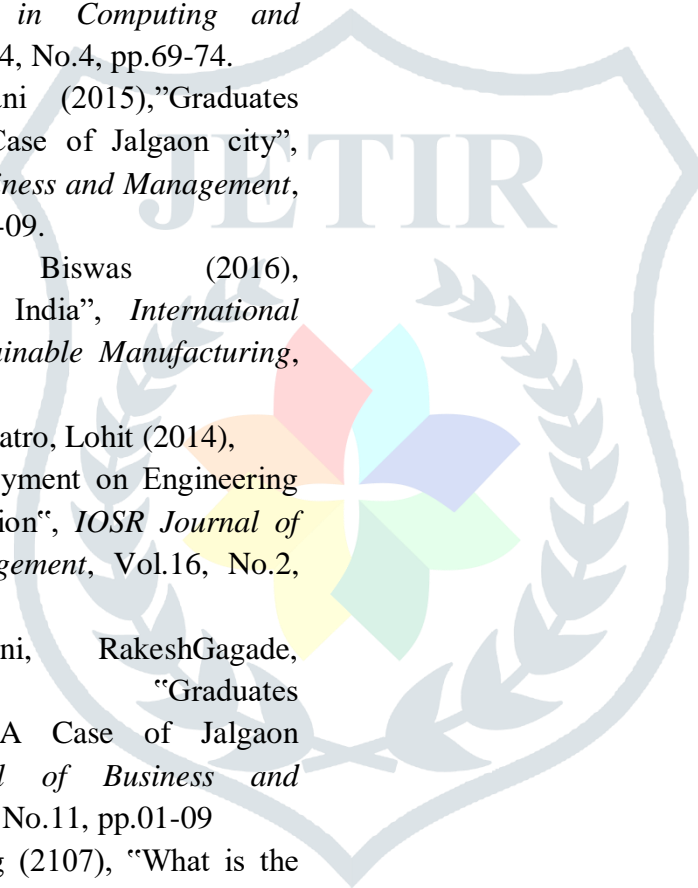 in Computing and
4, No.4, pp.69-74.
ni (2015),”Graduates
Case of Jalgaon city”,
iness and Management,
-09.
Biswas (2016),
India”, International
ainable Manufacturing,
atro, Lohit (2014),
yment on Engineering
ion‟, IOSR Journal of
gement, Vol.16, No.2,
ni, RakeshGagade,
‟Graduates
A Case of Jalgaon
l of Business and
No.11, pp.01-09
g (2107), ‟What is the
JETIR